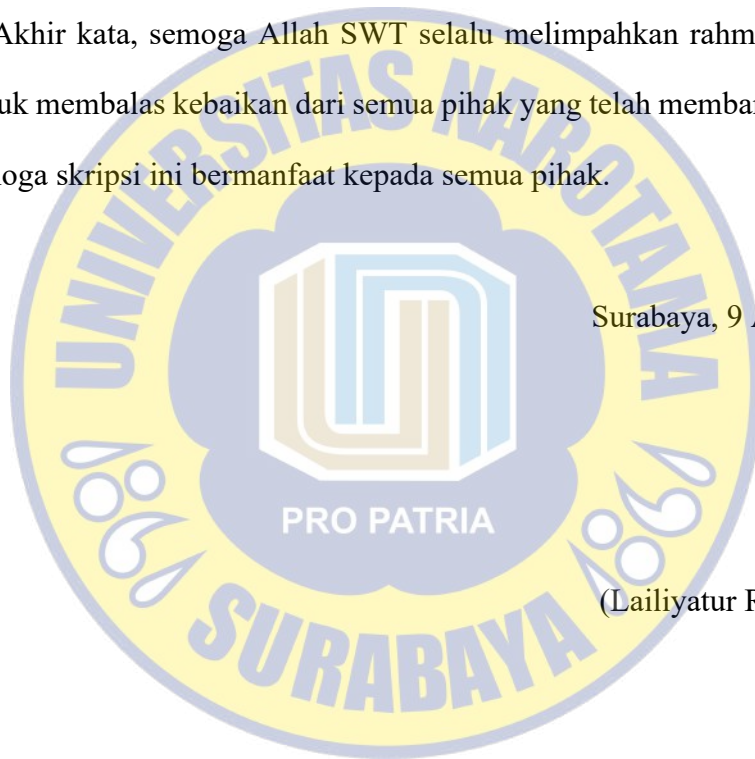 Akhir kata, semoga Allah SWT selalu melimpahkan rahm
uk membalas kebaikan dari semua pihak yang telah memba
oga skripsi ini bermanfaat kepada semua pihak.
Surabaya, 9
(Lailiyatur
UNIVERSITAS NAROTAMA
PRO PATRIA
SURABAYA